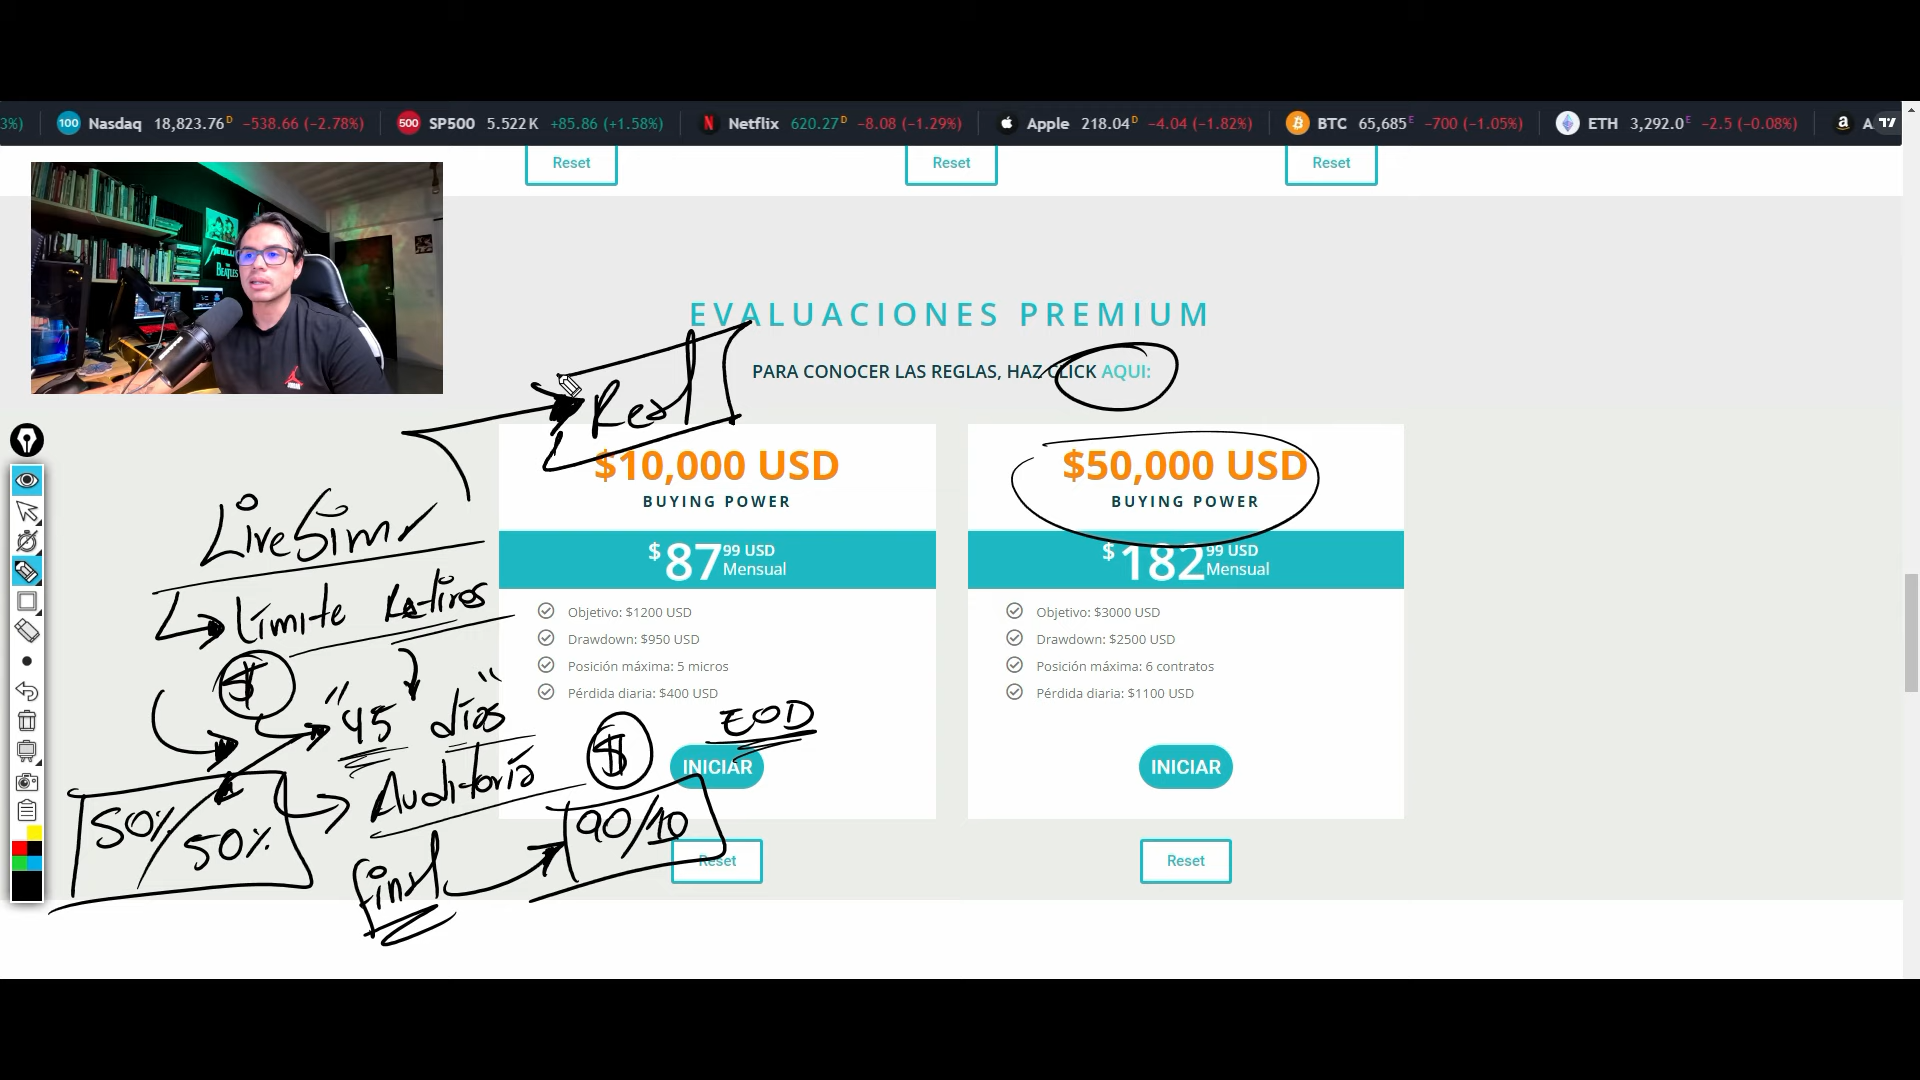 3%)
100 Nasdaq 18,823.76 D −538.66 (−2.78%)
500 SP500 5.522 K +85.86 (+1.58%)
N Netflix 620.27 D −8.08 (−1.29%)
Apple 218.04 D −4.04 (−1.82%)
BTC 65,685 E −700 (−1.05%)
ETH 3,292.0 E −2.5 (−0.08%)
a A
Reset
Reset
Reset
METALLICA
THE BEATLES
EVALUACIONES PREMIUM
PARA CONOCER LAS REGLAS, HAZ CLICK AQUI:
Real
$10,000 USD
BUYING POWER
$87 99 USD
Mensual
Objetivo: $1200 USD
Drawdown: $950 USD
Posición máxima: 5 micros
Pérdida diaria: $400 USD
INICIAR
Reset
$50,000 USD
BUYING POWER
$182 99 USD
Mensual
Objetivo: $3000 USD
Drawdown: $2500 USD
Posición máxima: 6 contratos
Pérdida diaria: $1100 USD
INICIAR
Reset
LiveSim
Límite Retiros
$
"45 días"
Auditoría
50% / 50%
final
$
EOD
90/10